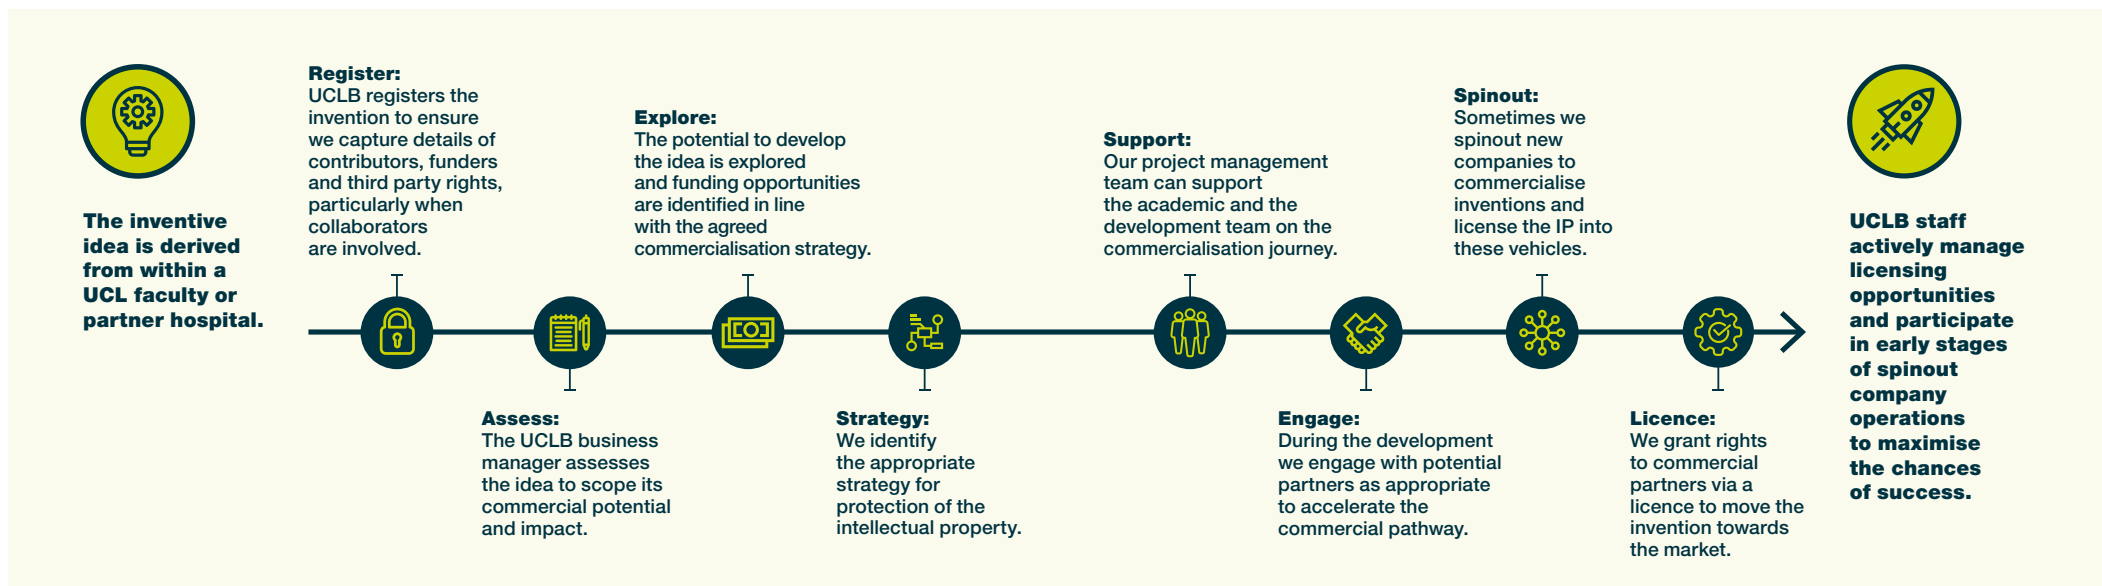 The inventive
idea is derived
from within a
UCL faculty or
partner hospital.
Register:
UCLB registers the
invention to ensure
we capture details of
contributors, funders
and third party rights,
particularly when
collaborators
are involved.
Assess:
The UCLB business
manager assesses
the idea to scope its
commercial potential
and impact.
Explore:
The potential to develop
the idea is explored
and funding opportunities
are identified in line
with the agreed
commercialisation strategy.
Strategy:
We identify
the appropriate
strategy for
protection of the
intellectual property.
Support:
Our project management
team can support
the academic and the
development team on the
commercialisation journey.
Engage:
During the development
we engage with potential
partners as appropriate
to accelerate the
commercial pathway.
Spinout:
Sometimes we
spinout new
companies to
commercialise
inventions and
license the IP into
these vehicles.
Licence:
We grant rights
to commercial
partners via a
licence to move the
invention towards
the market.
UCLB staff
actively manage
licensing
opportunities
and participate
in early stages
of spinout
company
operations
to maximise
the chances
of success.